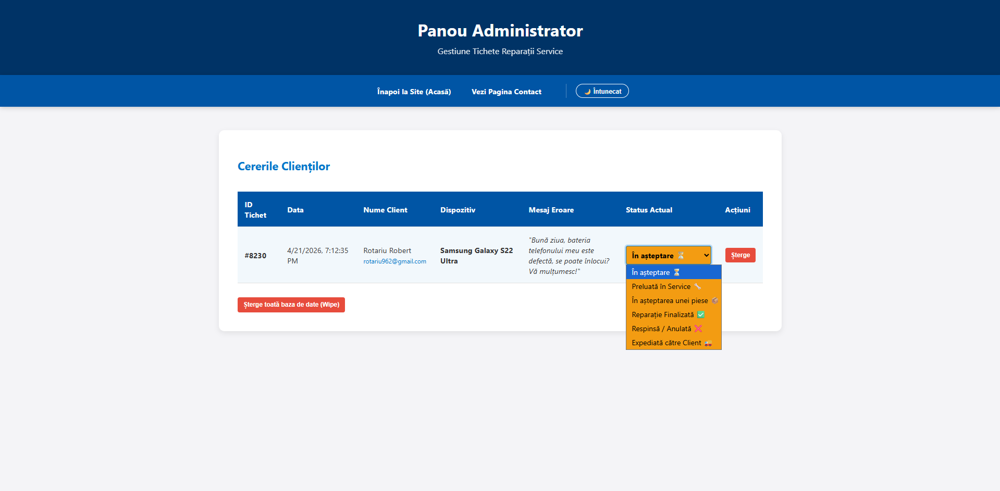 Panou Administrator
Gestiune Tichete Reparații Service
Înapoi la Site (Acasă)
Vezi Pagina Contact
🌙 Întunecat
Cererile Clienților
ID
Tichet
Data
Nume Client
Dispozitiv
Mesaj Eroare
Status Actual
Acțiuni
#8230
4/21/2026, 7:12:35
PM
Rotariu Robert
rotariu962@gmail.com
Samsung Galaxy S22
Ultra
"Bună ziua, bateria
telefonului meu este
defectă, se poate înlocui?
Vă mulțumesc!"
În așteptare ⏳
Șterge
În așteptare ⏳
Preluată în Service 🔧
În așteptarea unei piese 📦
Reparație Finalizată ✅
Respinsă / Anulată ❌
Expediată către Client 🚚
Șterge toată baza de date (Wipe)